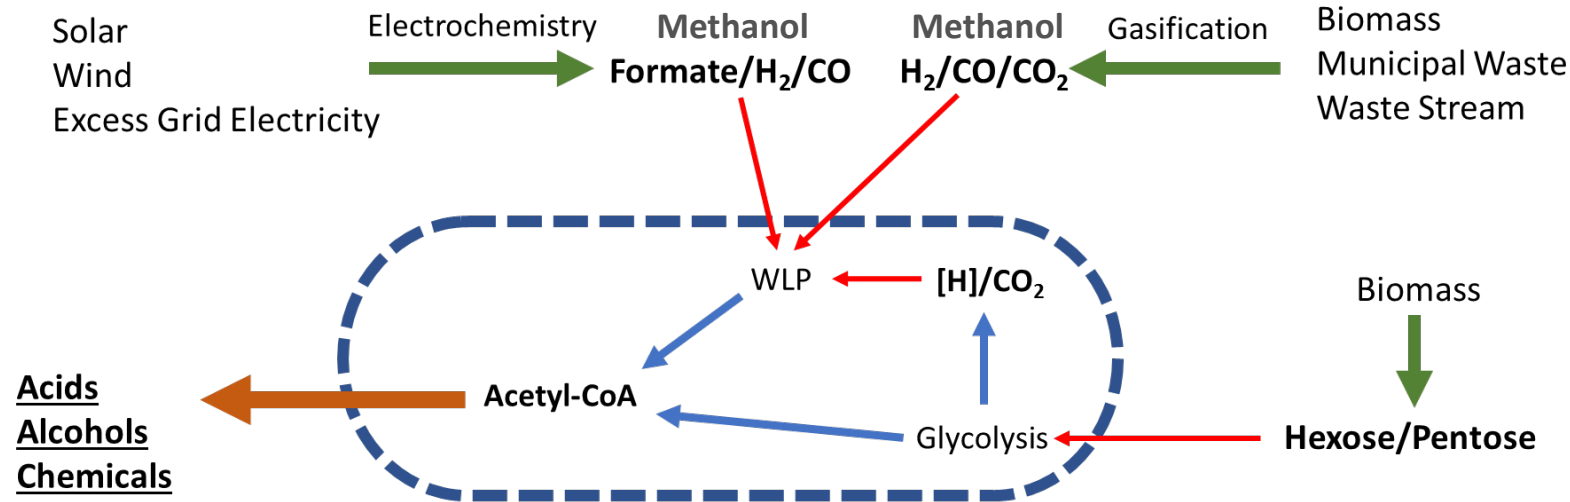 Solar
Wind
Excess Grid Electricity
Electrochemistry
Methanol
Formate/H₂/CO
Methanol
H₂/CO/CO₂
Gasification
Biomass
Municipal Waste
Waste Stream
WLP
[H]/CO₂
Biomass
Acetyl-CoA
Glycolysis
Hexose/Pentose
Acids
Alcohols
Chemicals